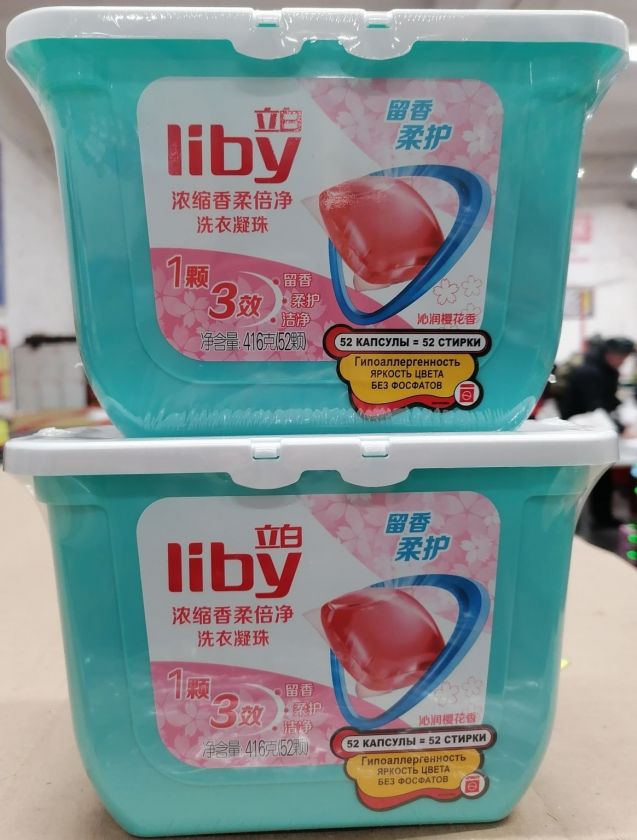 立白
liby
浓缩香柔倍净
洗衣凝珠
留香
柔护
1颗
3效
留香
柔护
洁净
沁润樱花香
净含量:416克(52颗)
52 КАПСУЛЫ = 52 СТИРКИ
Гипоаллергенность
ЯРКОСТЬ ЦВЕТА
БЕЗ ФОСФАТОВ
立白
liby
浓缩香柔倍净
洗衣凝珠
留香
柔护
1颗
3效
留香
柔护
洁净
沁润樱花香
净含量:416克(52颗)
52 КАПСУЛЫ = 52 СТИРКИ
Гипоаллергенность
ЯРКОСТЬ ЦВЕТА
БЕЗ ФОСФАТОВ